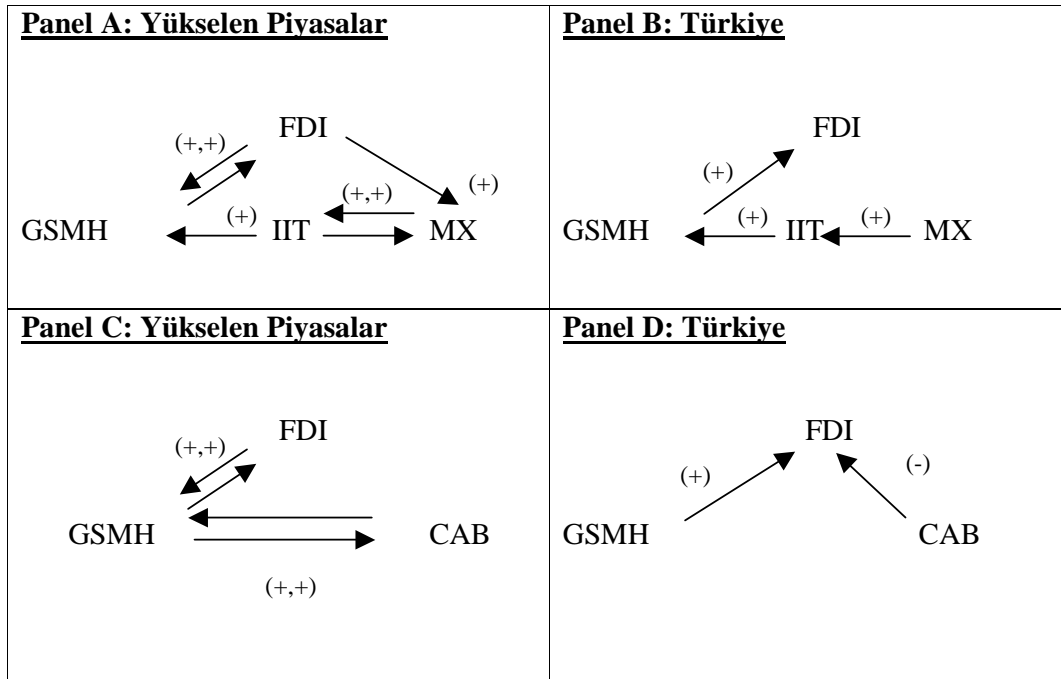 Panel A: Yükselen Piyasalar
FDI
(+,+)
(+,+)
(+)
(+)
GSMH
IIT
MX
Panel B: Türkiye
FDI
(+)
(+)
(+)
GSMH
IIT
MX
Panel C: Yükselen Piyasalar
FDI
(+,+)
GSMH
CAB
(+,+)
Panel D: Türkiye
FDI
(+)
(-)
GSMH
CAB